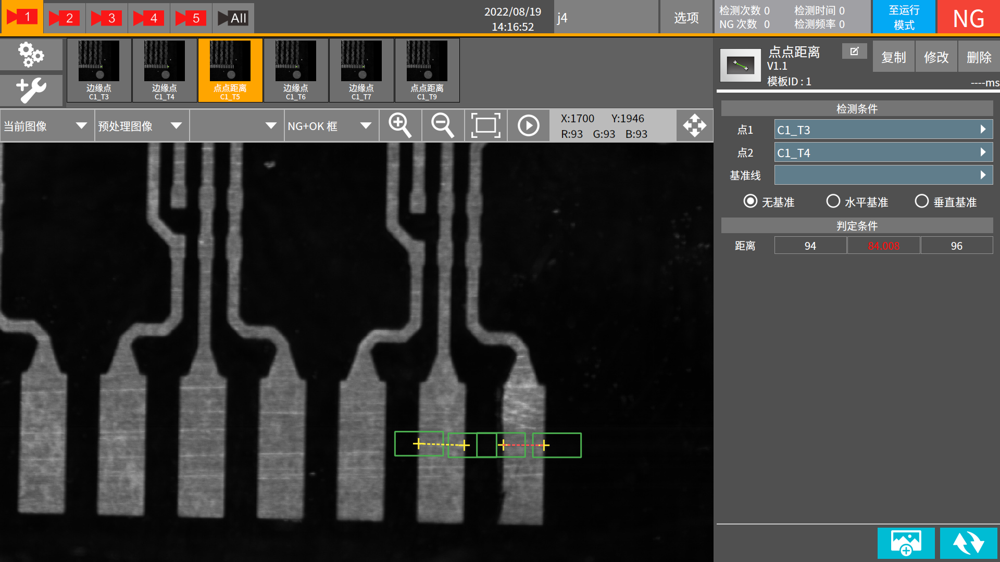 1 2 3 4 5 All
2022/08/19
14:16:52
j4
选项
检测次数 0 检测时间 0
NG 次数 0 检测频率 0
至运行
模式
NG
边缘点
C1_T3
边缘点
C1_T4
点点距离
C1_T5
边缘点
C1_T6
边缘点
C1_T7
点点距离
C1_T9
点点距离
V1.1
模板ID : 1
复制 修改 删除
----ms
当前图像 预处理图像 NG+OK 框
X:1700 Y:1946
R:93 G:93 B:93
检测条件
点1 C1_T3
点2 C1_T4
基准线
无基准 水平基准 垂直基准
判定条件
距离 94 84.008 96